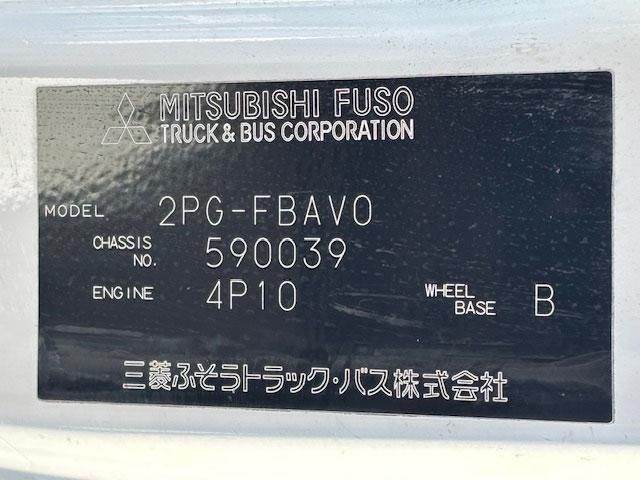 MITSUBISHI FUSO
TRUCK & BUS CORPORATION
MODEL 2PG-FBAV0
CHASSIS NO. 590039
ENGINE 4P10 WHEEL BASE B
三菱ふそうトラック・バス株式会社